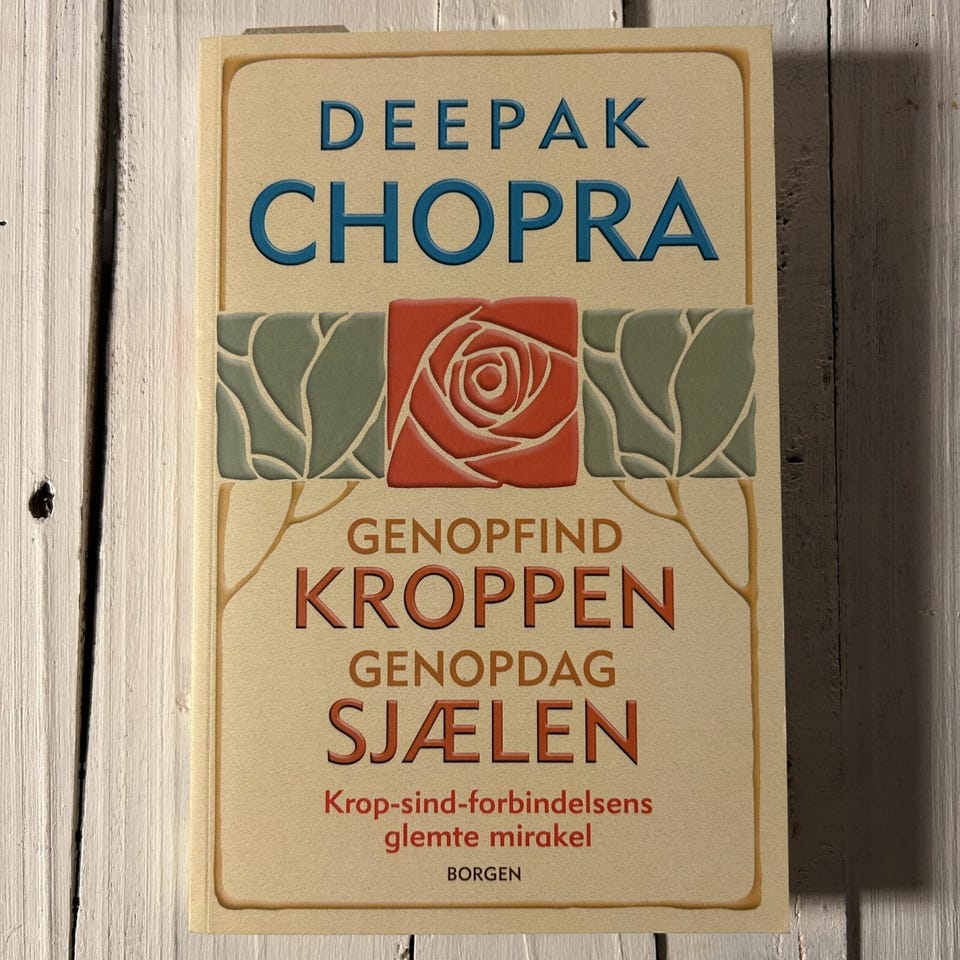 DEEPAK
CHOPRA
GENOPFIND
KROPPEN
GENOPDAG
SJÆLEN
Krop-sind-forbindelsens
glemte mirakel
BORGEN